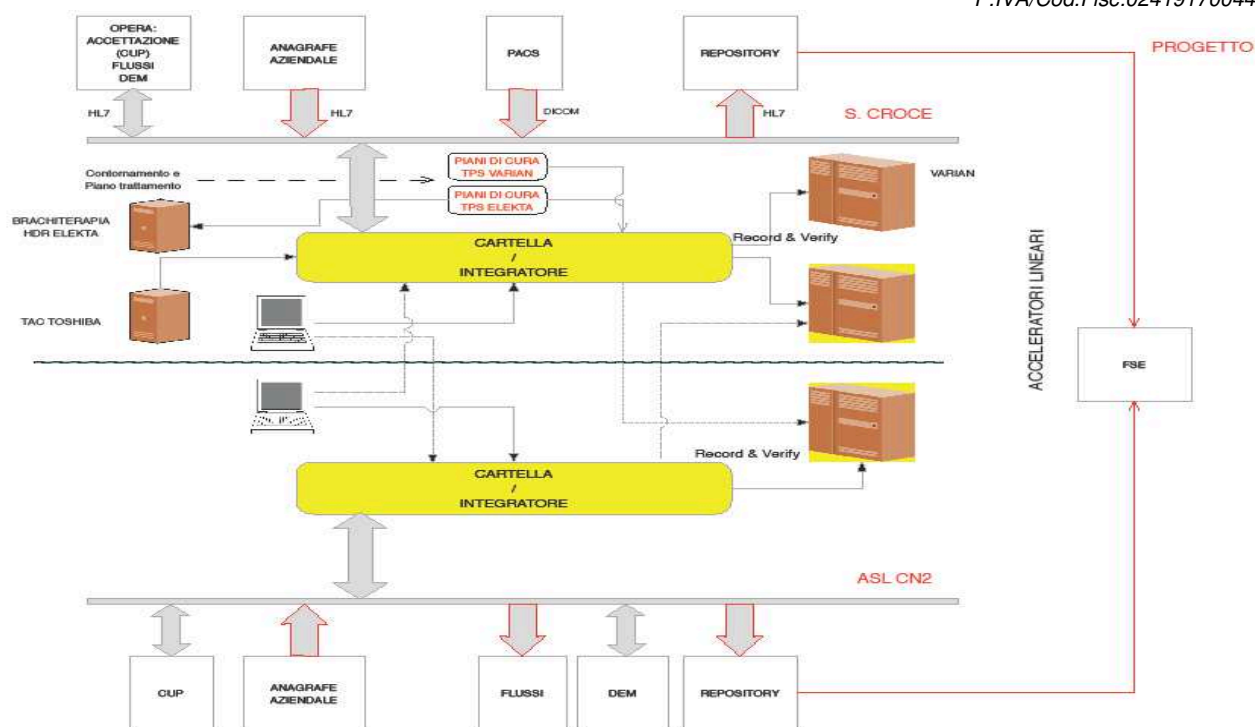 P.IVA/Cod.Fisc.02419170044
OPERA:
ACCETTAZIONE
(CUP)
FLUSSI
DEM
ANAGRAFE
AZIENDALE
PACS
REPOSITORY
PROGETTO
HL7
HL7
DICOM
HL7
S. CROCE
Contornamento e
Piano trattamento
PIANI DI CURA
TPS VARIAN
PIANI DI CURA
TPS ELEKTA
VARIAN
BRACHITERAPIA
HDR ELEKTA
CARTELLA
/
INTEGRATORE
Record & Verify
TAC TOSHIBA
ACCELERATORI LINEARI
FSE
Record & Verify
CARTELLA
/
INTEGRATORE
ASL CN2
CUP
ANAGRAFE
AZIENDALE
FLUSSI
DEM
REPOSITORY